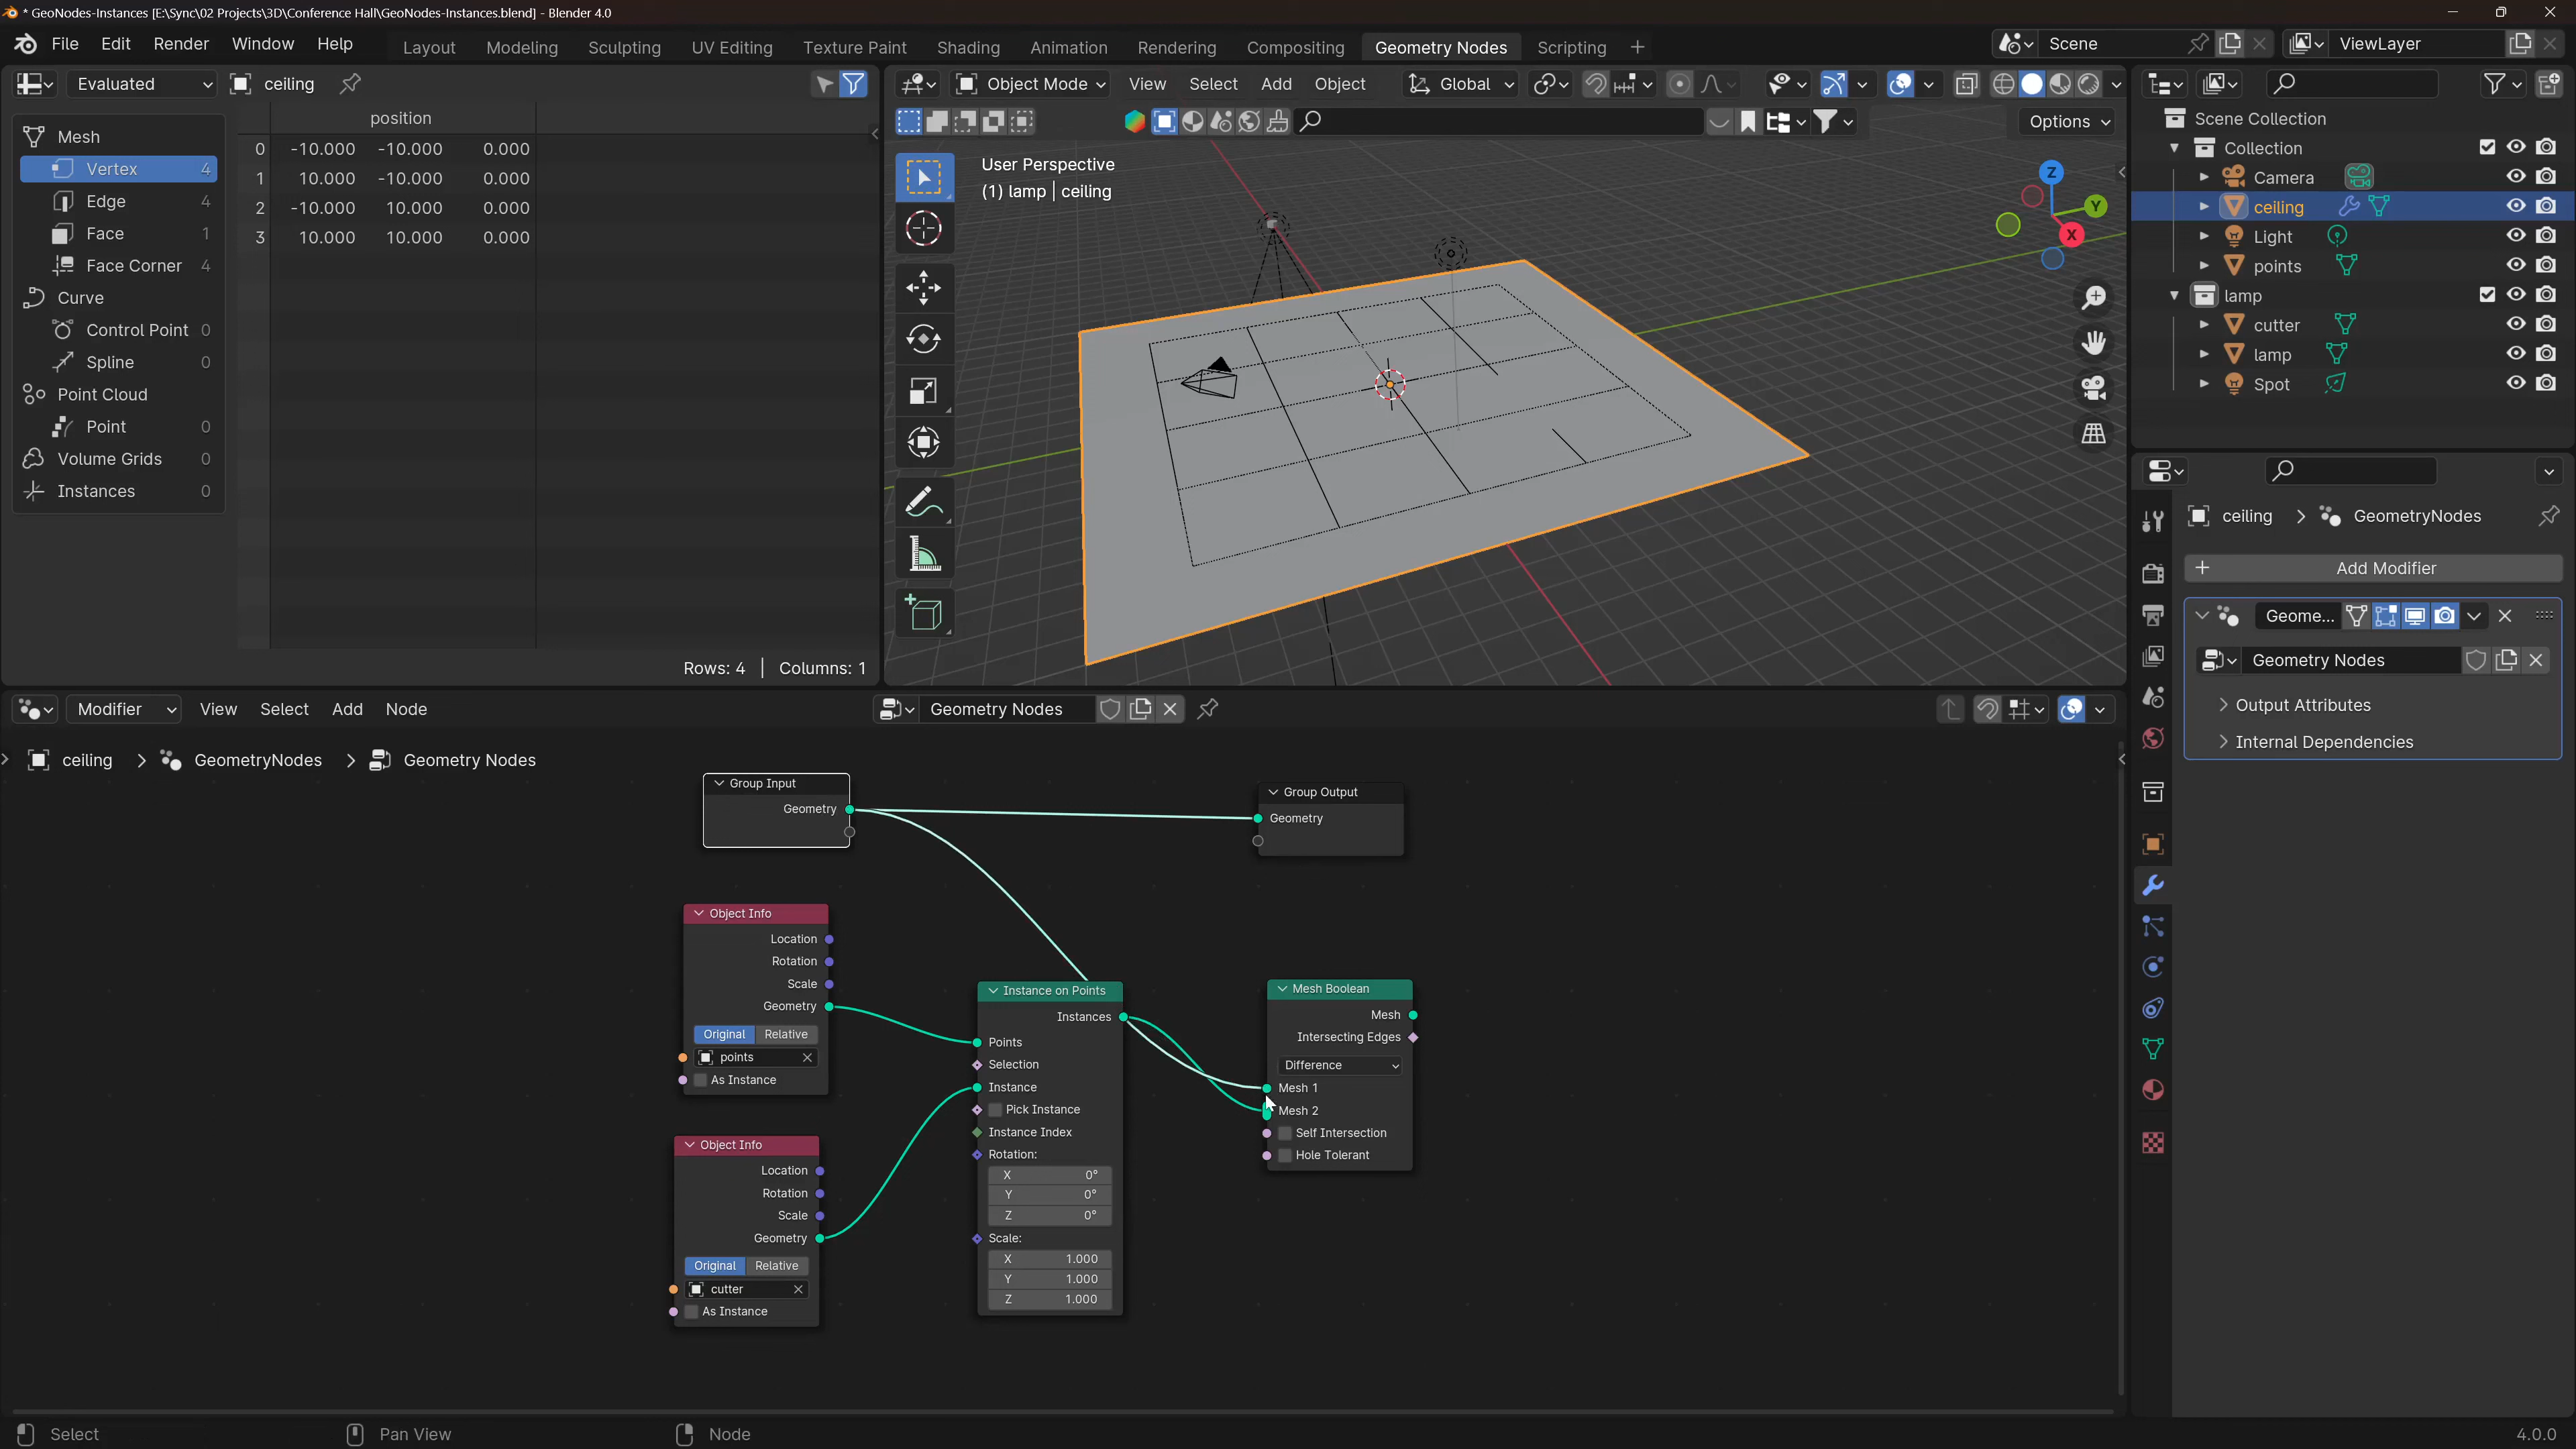 * GeoNodes-Instances [E:\Sync\02 Projects\3D\Conference Hall\GeoNodes-Instances.blend] - Blender 4.0
File Edit Render Window Help Layout Modeling Sculpting UV Editing Texture Paint Shading Animation Rendering Compositing Geometry Nodes Scripting + Scene ViewLayer
Evaluated ceiling
position
Mesh
Vertex 4
Edge 4
Face 1
Face Corner 4
Curve
Control Point 0
Spline 0
Point Cloud
Point 0
Volume Grids 0
Instances 0
0 -10.000 -10.000 0.000
1 10.000 -10.000 0.000
2 -10.000 10.000 0.000
3 10.000 10.000 0.000
Rows: 4 | Columns: 1
Object Mode View Select Add Object Global
Options
User Perspective
(1) lamp | ceiling
Z
Y
X
Scene Collection
Collection
Camera
ceiling
Light
points
lamp
cutter
lamp
Spot
ceiling > GeometryNodes
+ Add Modifier
Geome...
Geometry Nodes
Output Attributes
Internal Dependencies
Modifier View Select Add Node Geometry Nodes
ceiling > GeometryNodes > Geometry Nodes
Group Input
Geometry
Group Output
Geometry
Object Info
Location
Rotation
Scale
Geometry
Original Relative
points
As Instance
Object Info
Location
Rotation
Scale
Geometry
Original Relative
cutter
As Instance
Instance on Points
Instances
Points
Selection
Instance
Pick Instance
Instance Index
Rotation:
X 0°
Y 0°
Z 0°
Scale:
X 1.000
Y 1.000
Z 1.000
Mesh Boolean
Mesh
Intersecting Edges
Difference
Mesh 1
Mesh 2
Self Intersection
Hole Tolerant
Select Pan View Node 4.0.0